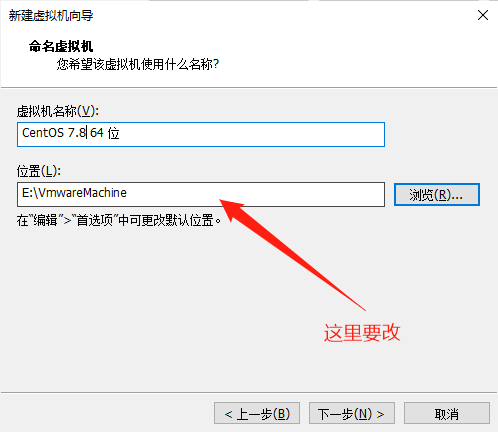 新建虚拟机向导
命名虚拟机
您希望该虚拟机使用什么名称?
虚拟机名称(V):
CentOS 7.8 64 位
位置(L):
E:\VmwareMachine
浏览(R)...
在“编辑”>“首选项”中可更改默认位置。
这里要改
< 上一步(B)
下一步(N) >
取消